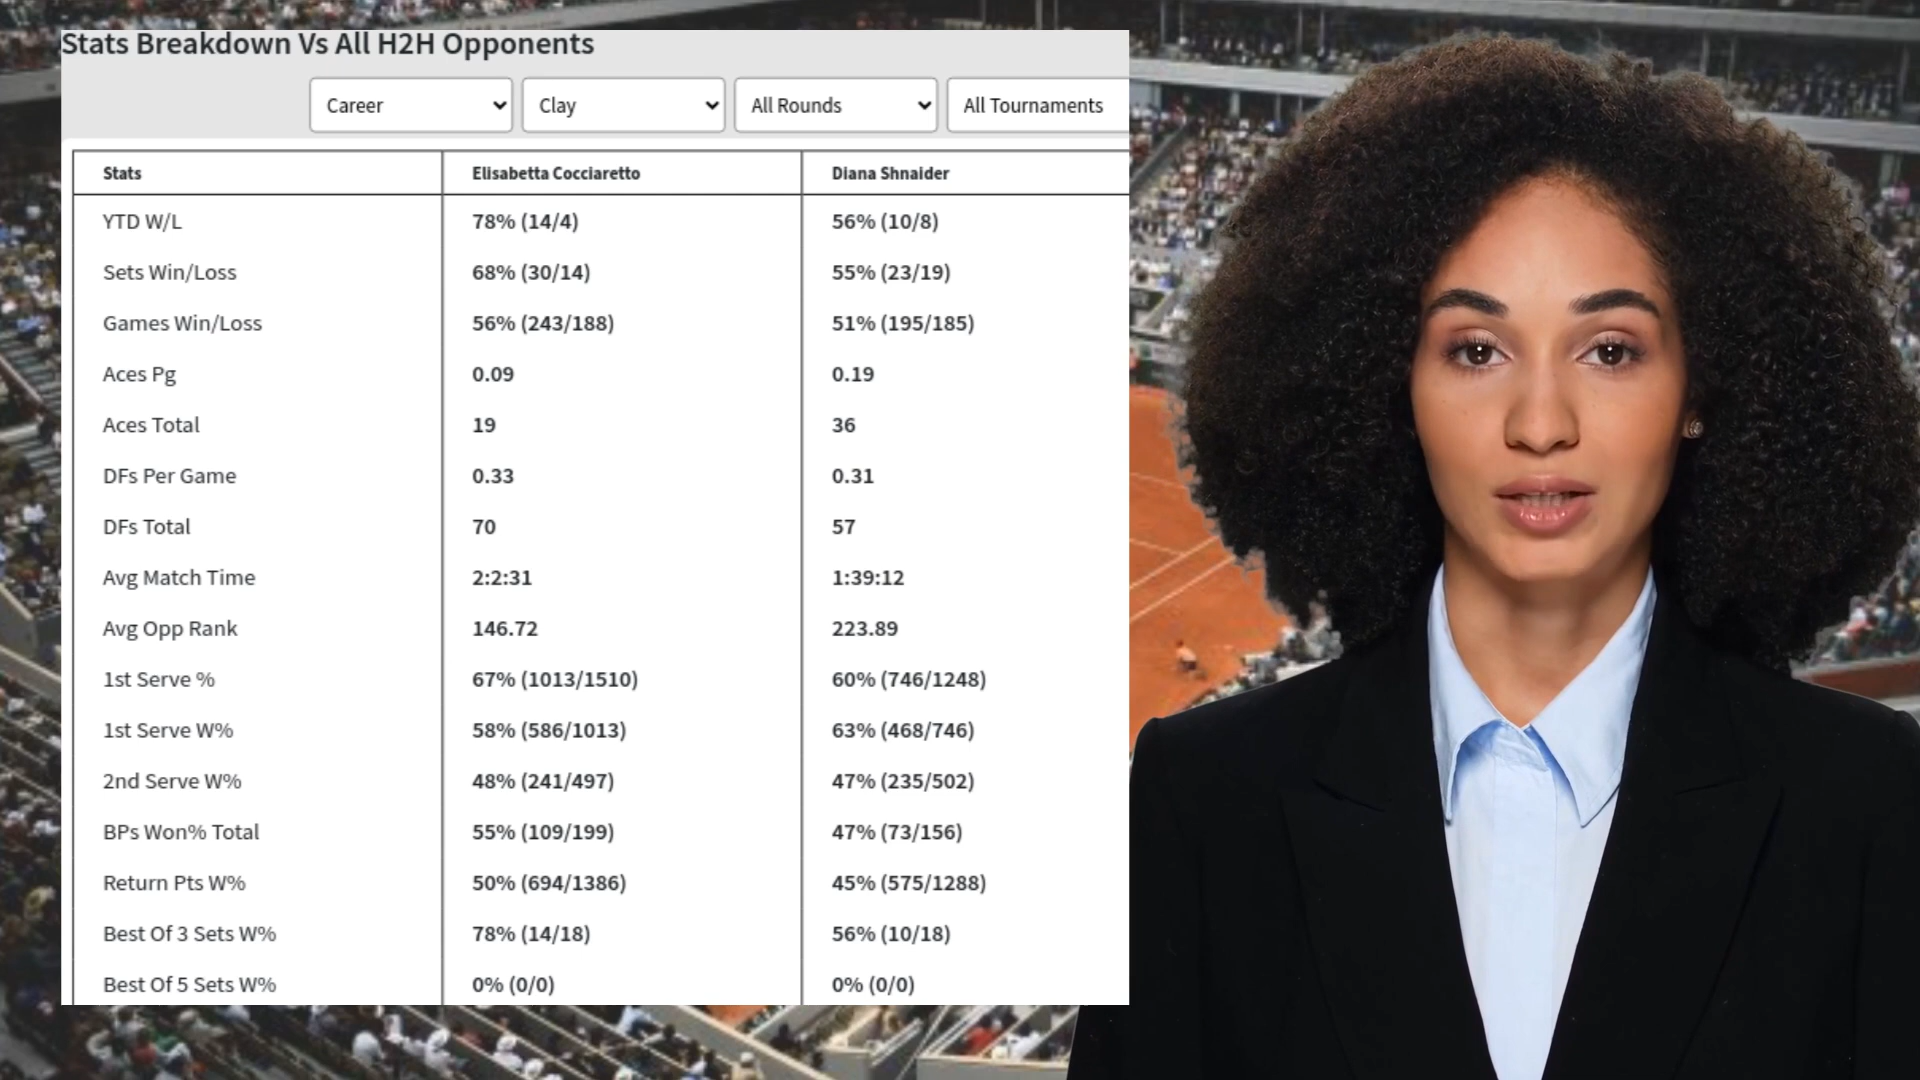 Stats Breakdown Vs All H2H Opponents
Career Clay All Rounds All Tournaments
Stats Elisabetta Cocciaretto Diana Shnaider
YTD W/L 78% (14/4) 56% (10/8)
Sets Win/Loss 68% (30/14) 55% (23/19)
Games Win/Loss 56% (243/188) 51% (195/185)
Aces Pg 0.09 0.19
Aces Total 19 36
DFs Per Game 0.33 0.31
DFs Total 70 57
Avg Match Time 2:2:31 1:39:12
Avg Opp Rank 146.72 223.89
1st Serve % 67% (1013/1510) 60% (746/1248)
1st Serve W% 58% (586/1013) 63% (468/746)
2nd Serve W% 48% (241/497) 47% (235/502)
BPs Won% Total 55% (109/199) 47% (73/156)
Return Pts W% 50% (694/1386) 45% (575/1288)
Best Of 3 Sets W% 78% (14/18) 56% (10/18)
Best Of 5 Sets W% 0% (0/0) 0% (0/0)